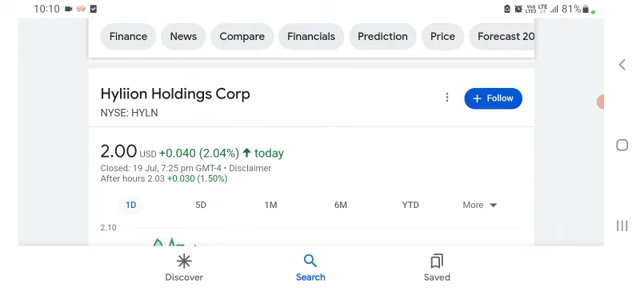 10:10 81%
Finance News Compare Financials Prediction Price Forecast 20
Hyliion Holdings Corp
NYSE: HYLN
+ Follow
2.00 USD +0.040 (2.04%) ↑ today
Closed: 19 Jul, 7:25 pm GMT-4 • Disclaimer
After hours 2.03 +0.030 (1.50%)
1D 5D 1M 6M YTD More
2.10
Discover Search Saved